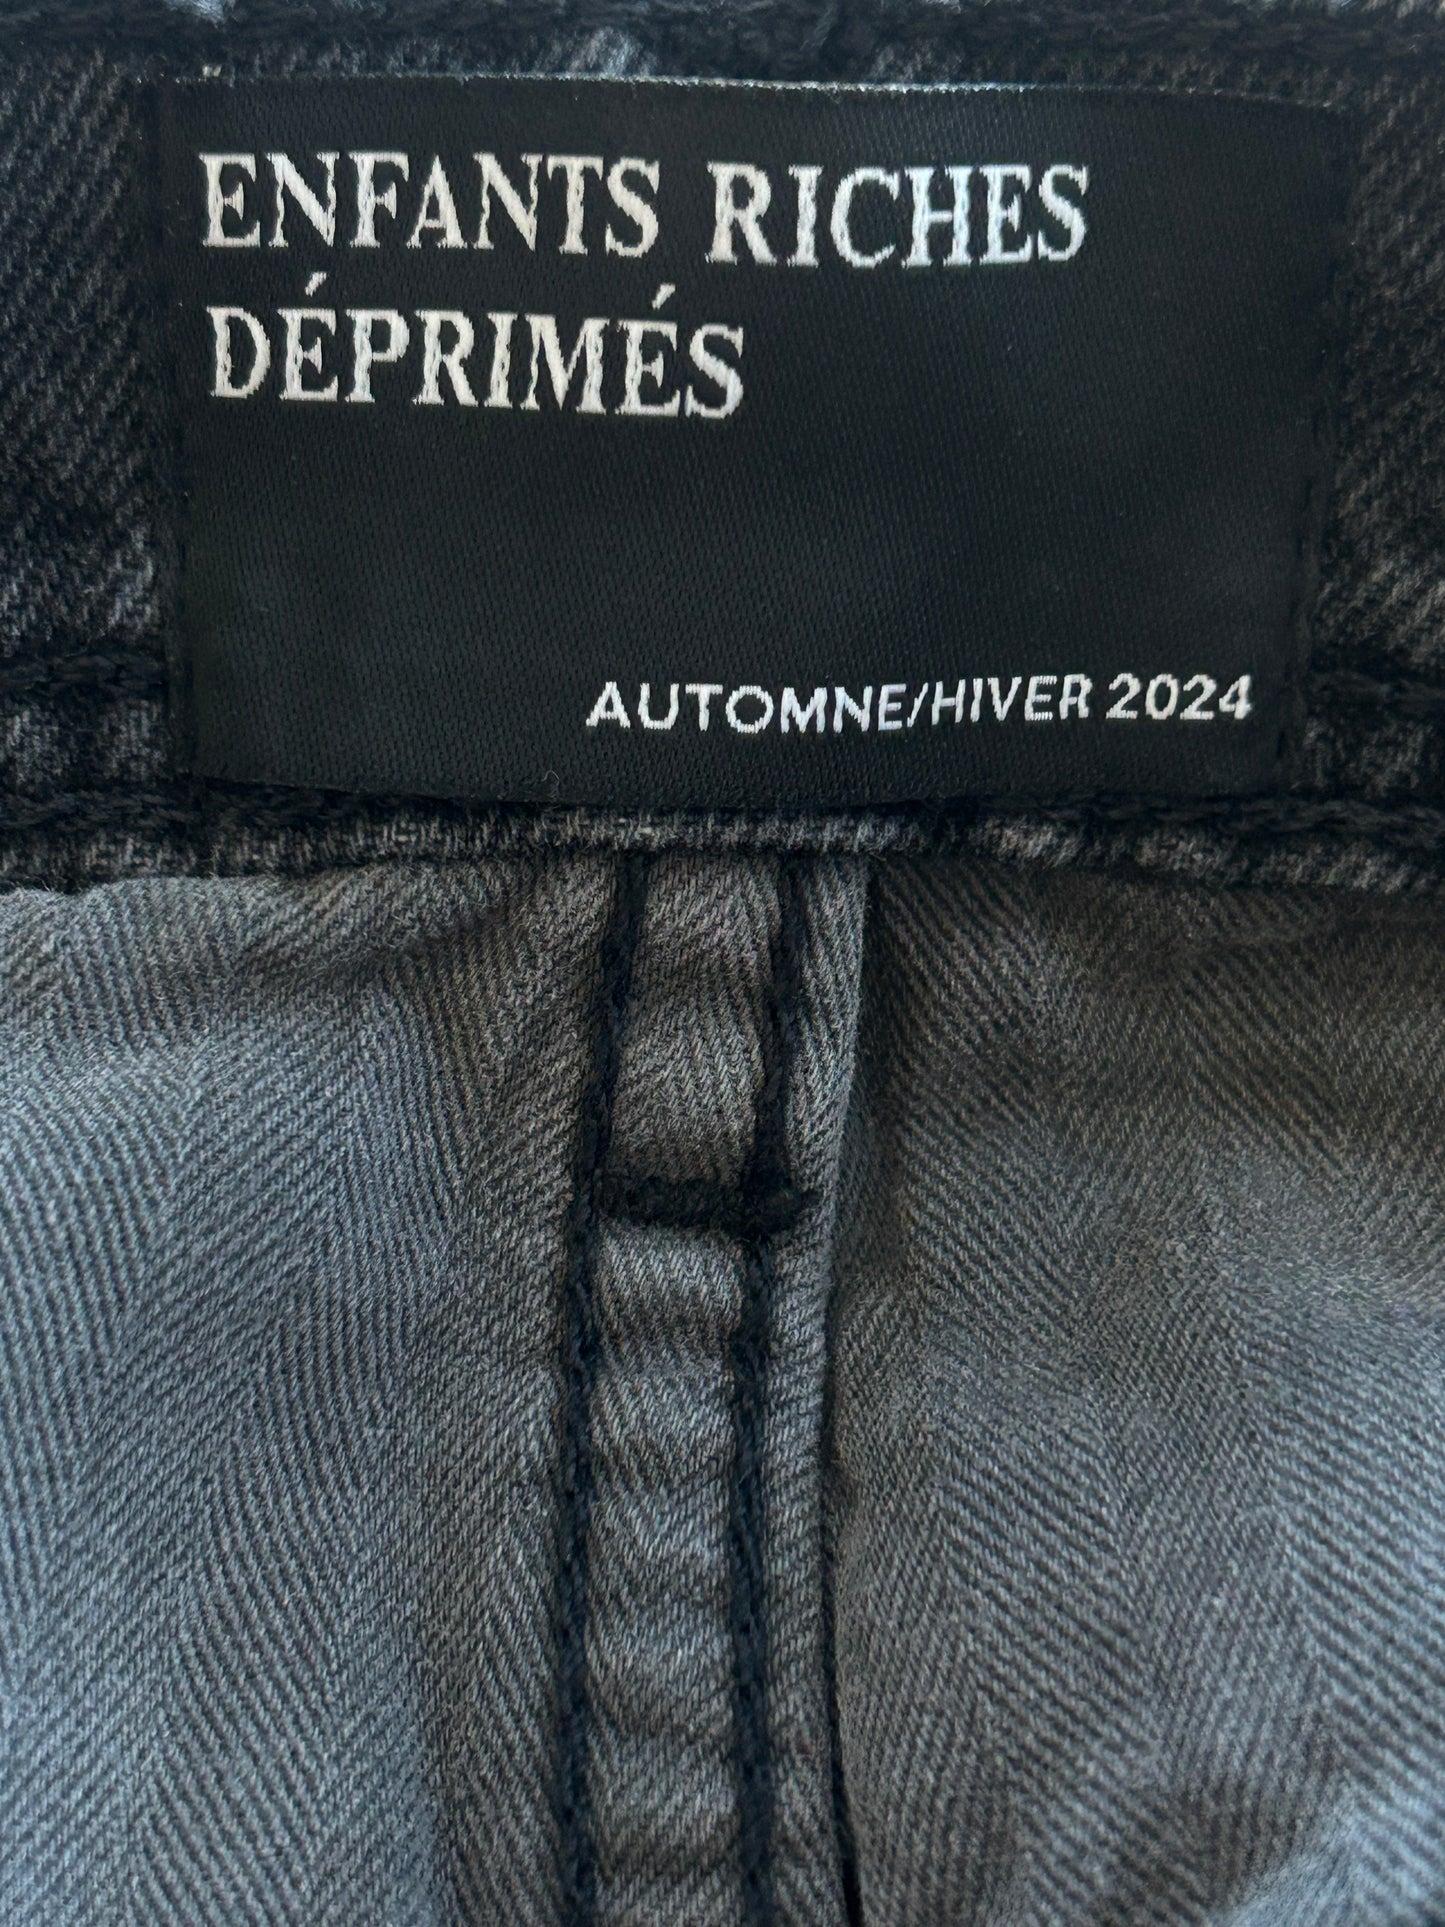 ENFANTS RICHES
DÉPRIMÉS
AUTOMNE/HIVER 2024